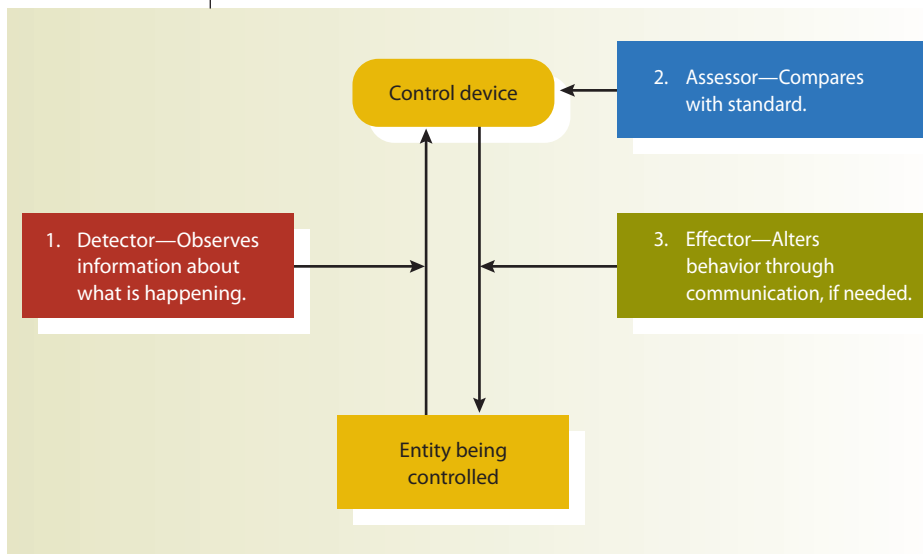 Control device
2. Assessor—Compares
with standard.
1. Detector—Observes
information about
what is happening.
3. Effector—Alters
behavior through
communication, if needed.
Entity being
controlled